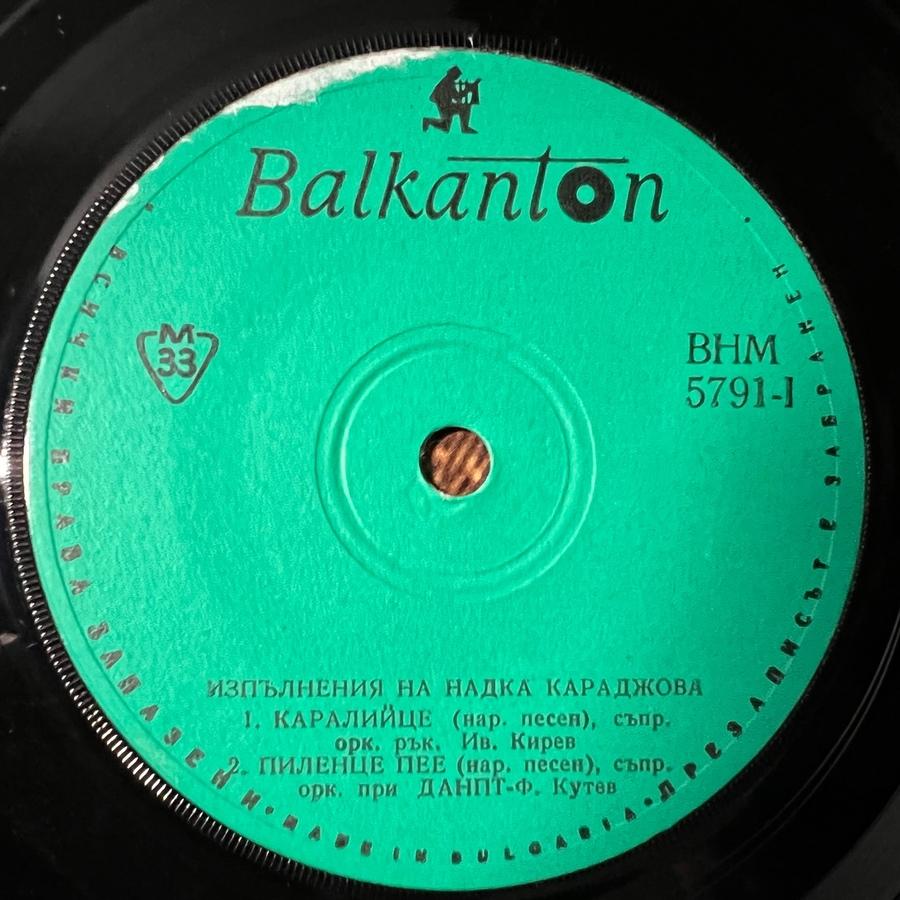 Balkanton
М
33
ВНМ
5791-I
ИЗПЪЛНЕНИЯ НА НАДКА КАРАДЖОВА
1. КАРАЛИЙЦЕ (нар. песен), съпр.
орк. рък. Ив. Кирев
2. ПИЛЕНЦЕ ПЕЕ (нар. песен), съпр.
орк. при ДАНПТ-Ф. Кутев
ВСИЧКИ ПРАВА ЗАПАЗЕНИ · MADE IN BULGARIA · ПРЕЗАПИСЪТ Е ЗАБРАНЕН